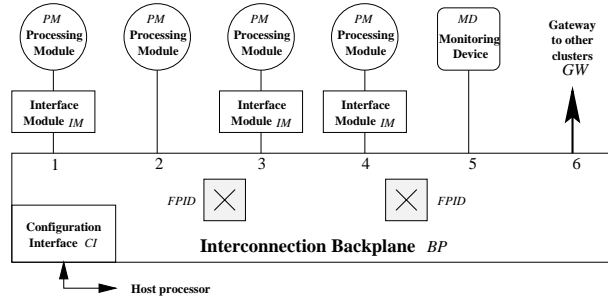 PM
Processing
Module
PM
Processing
Module
PM
Processing
Module
PM
Processing
Module
MD
Monitoring
Device
Gateway
to other
clusters
GW
Interface
Module IM
Interface
Module IM
Interface
Module IM
1 2 3 4 5 6
FPID
FPID
Configuration
Interface CI
Interconnection Backplane BP
Host processor